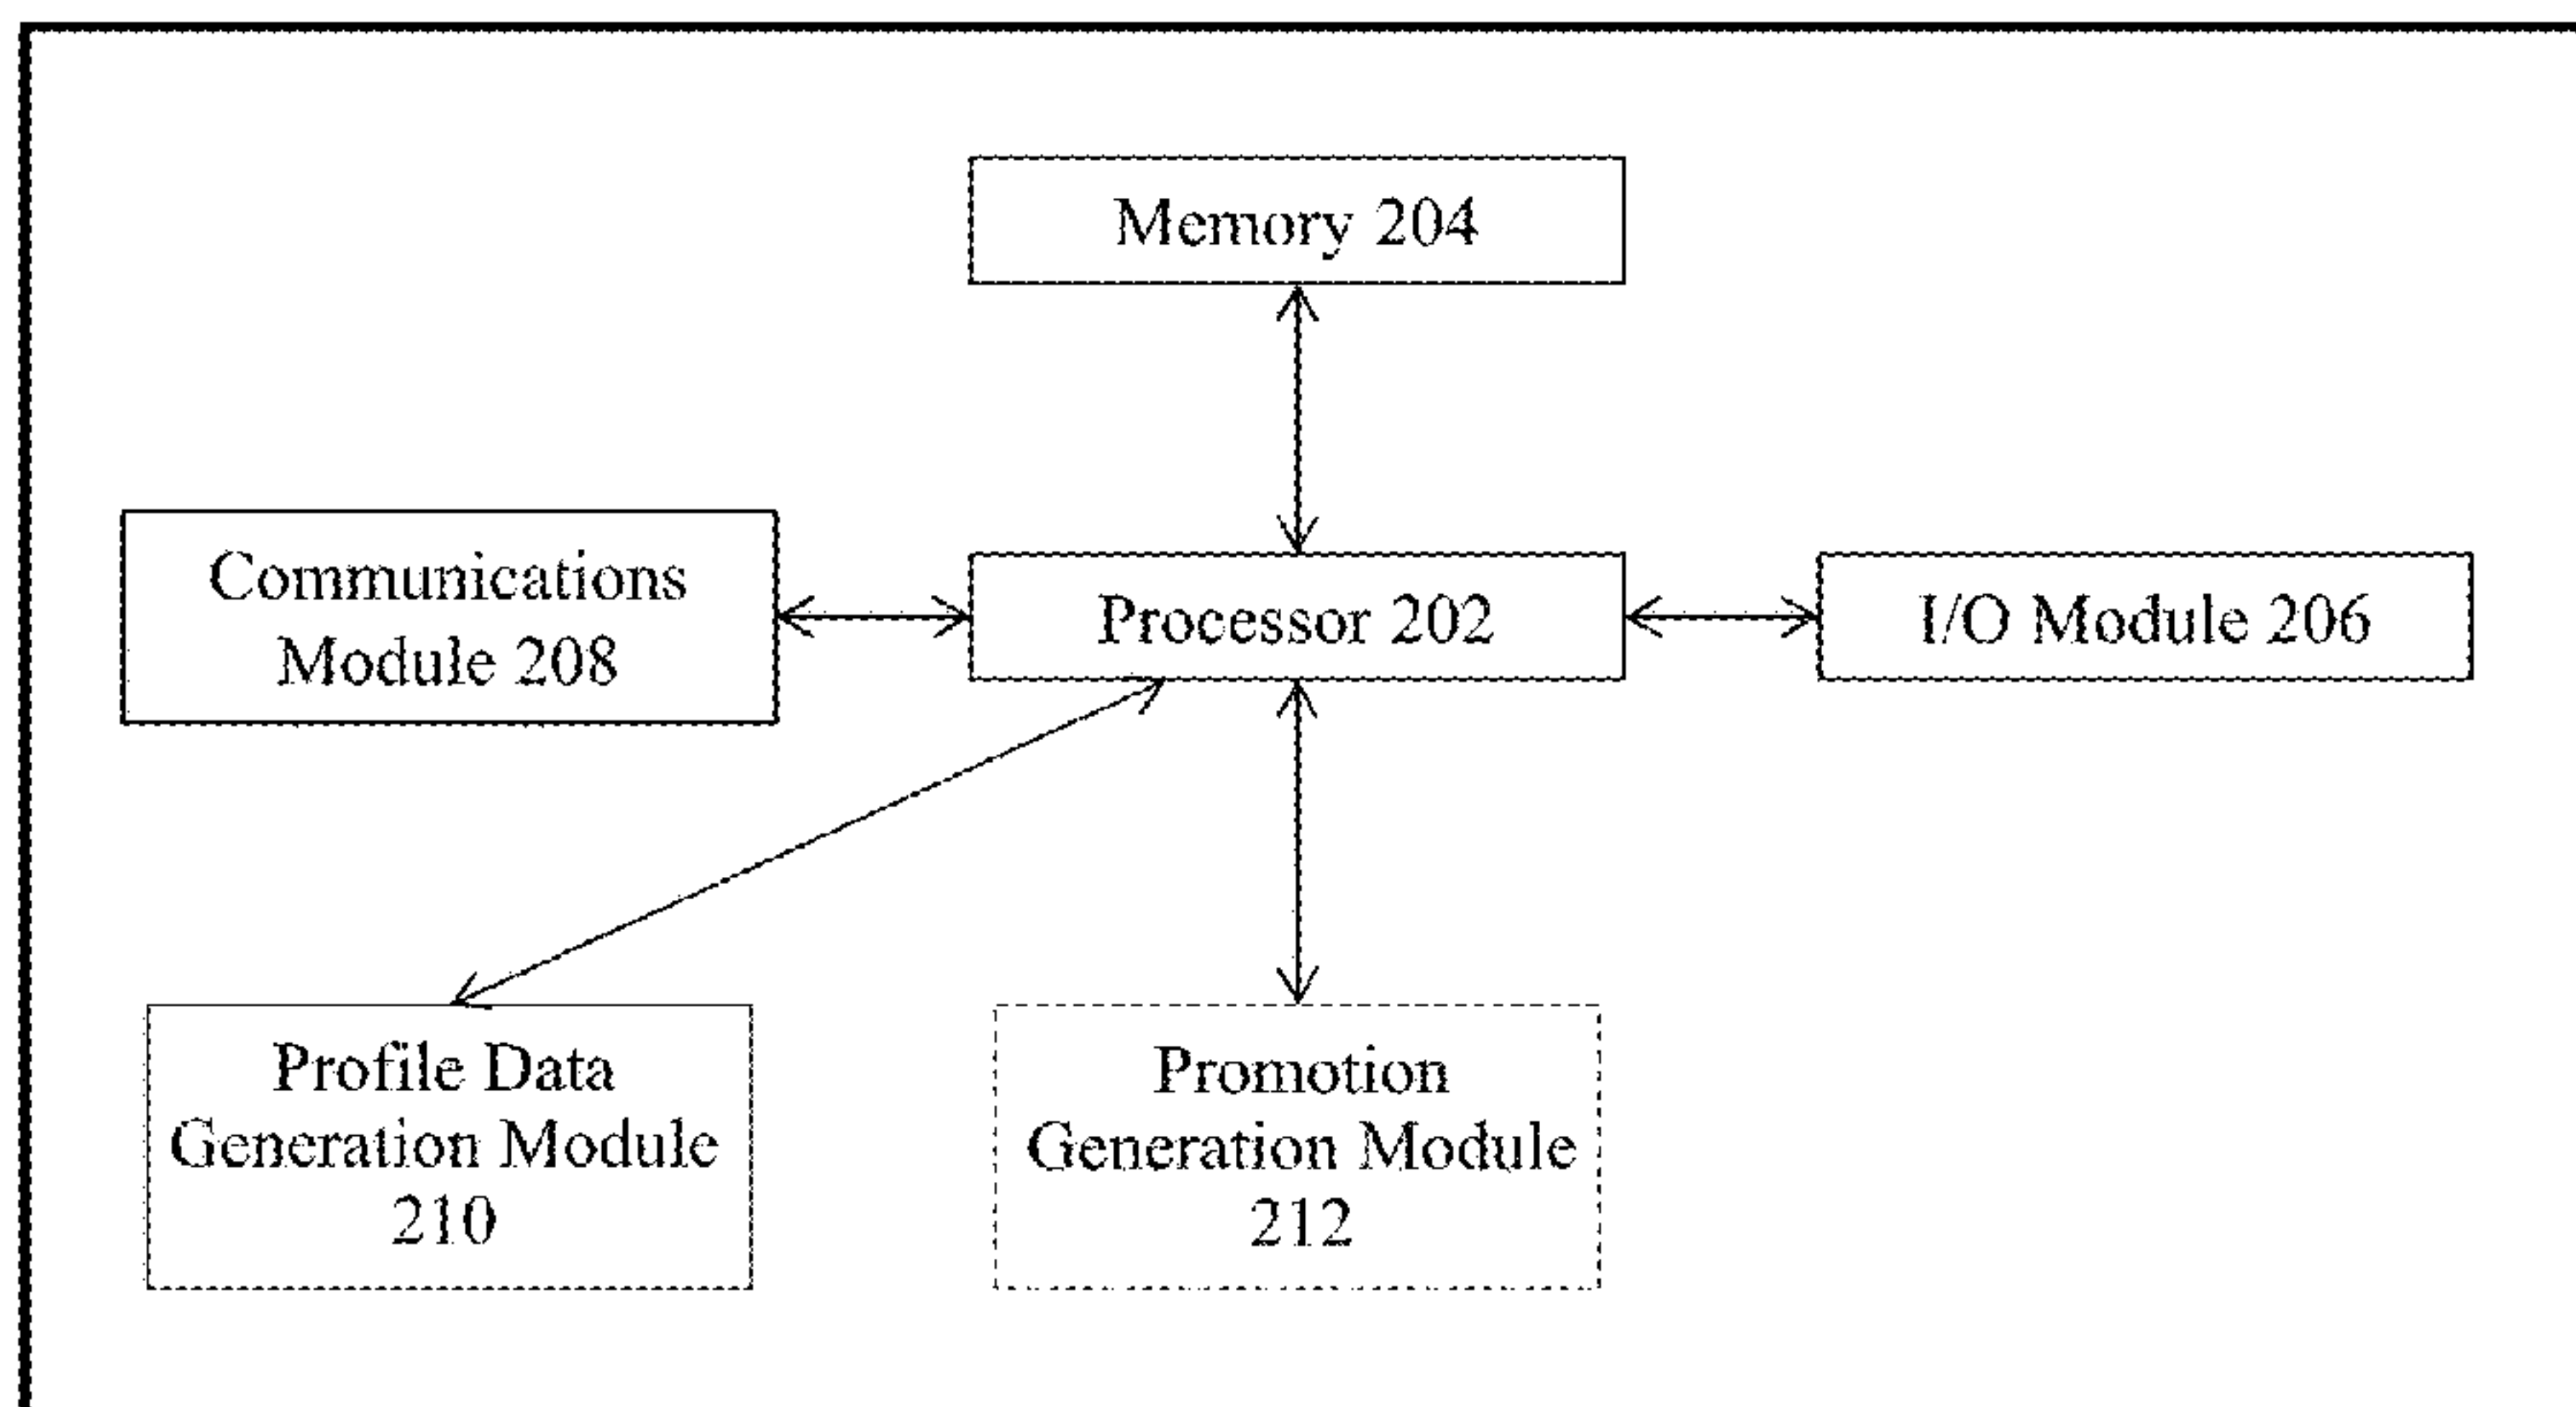 Memory 204
Communications
Module 208
Processor 202
I/O Module 206
Profile Data
Generation Module
210
Promotion
Generation Module
212